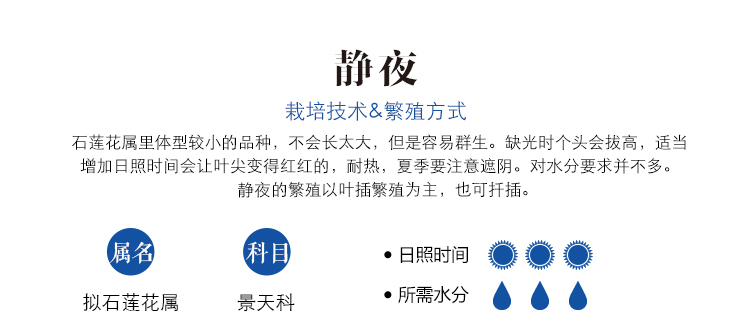 静夜
栽培技术&繁殖方式
石莲花属里体型较小的品种，不会长太大，但是容易群生。缺光时个头会拔高，适当
增加日照时间会让叶尖变得红红的，耐热，夏季要注意遮阴。对水分要求并不多。
静夜的繁殖以叶插繁殖为主，也可扦插。
属名
科目
拟石莲花属
景天科
• 日照时间
• 所需水分